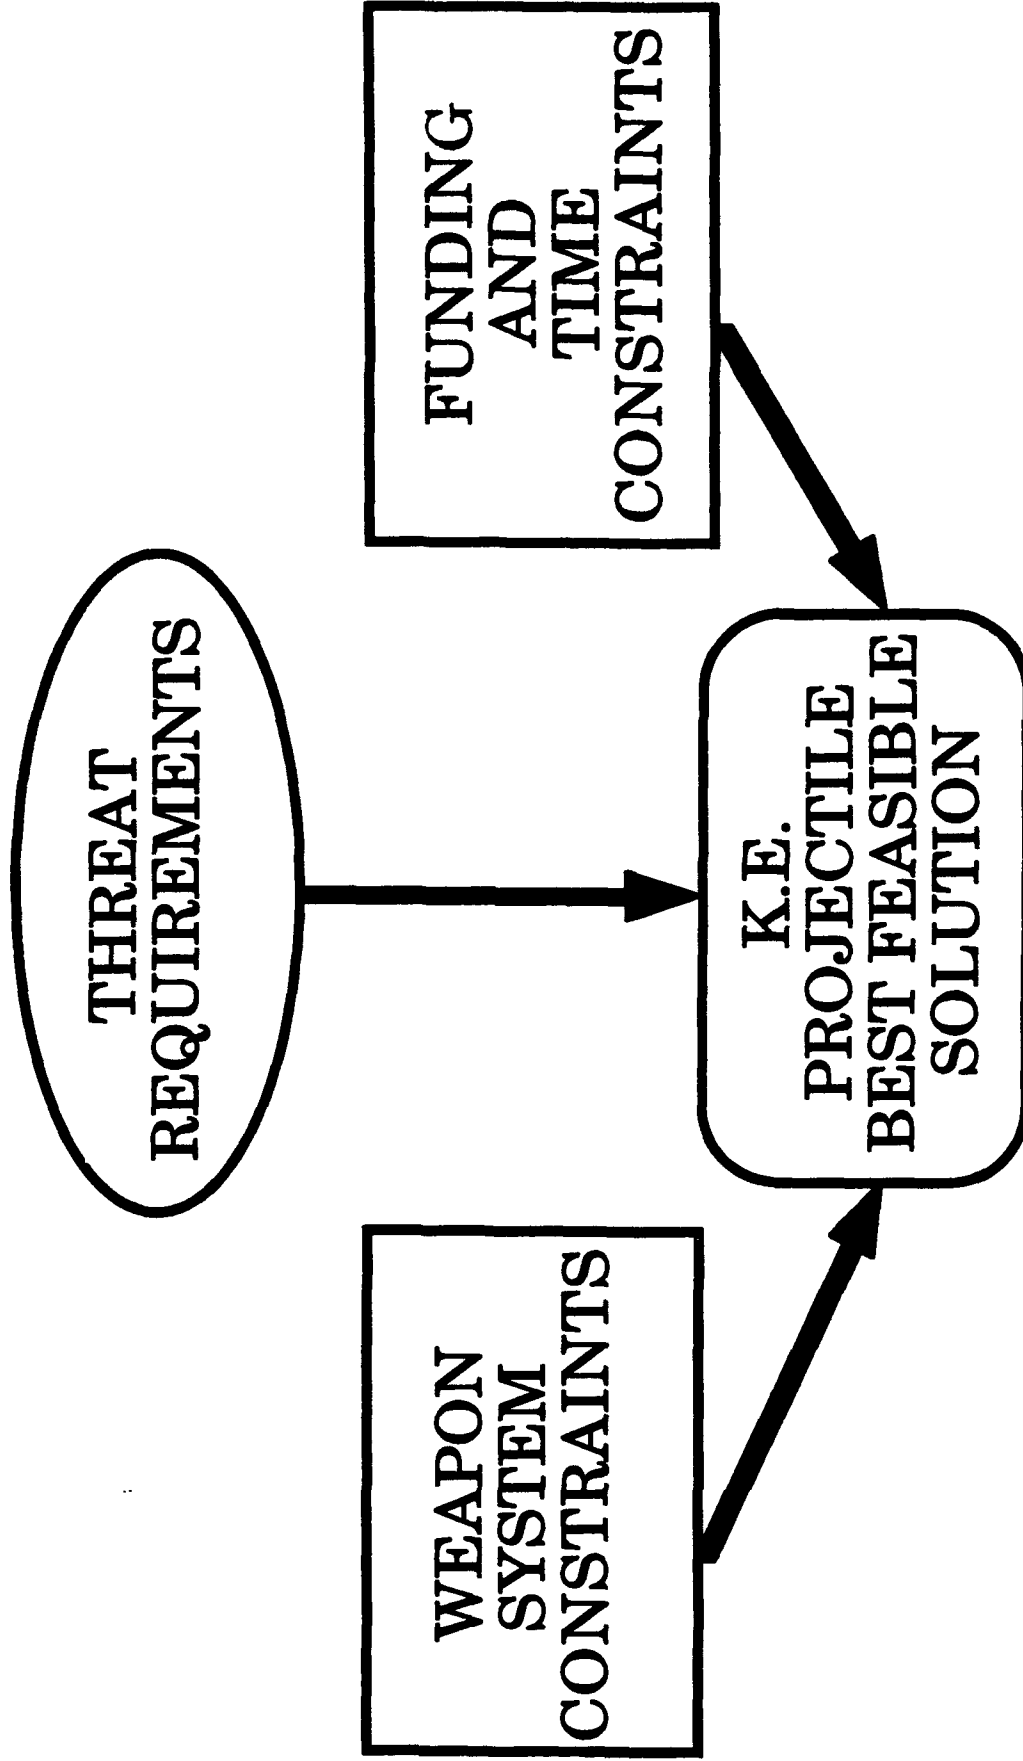 THREAT
REQUIREMENTS
WEAPON
SYSTEM
CONSTRAINTS
FUNDING
AND
TIME
CONSTRAINTS
K.E.
PROJECTILE
BEST FEASIBLE
SOLUTION